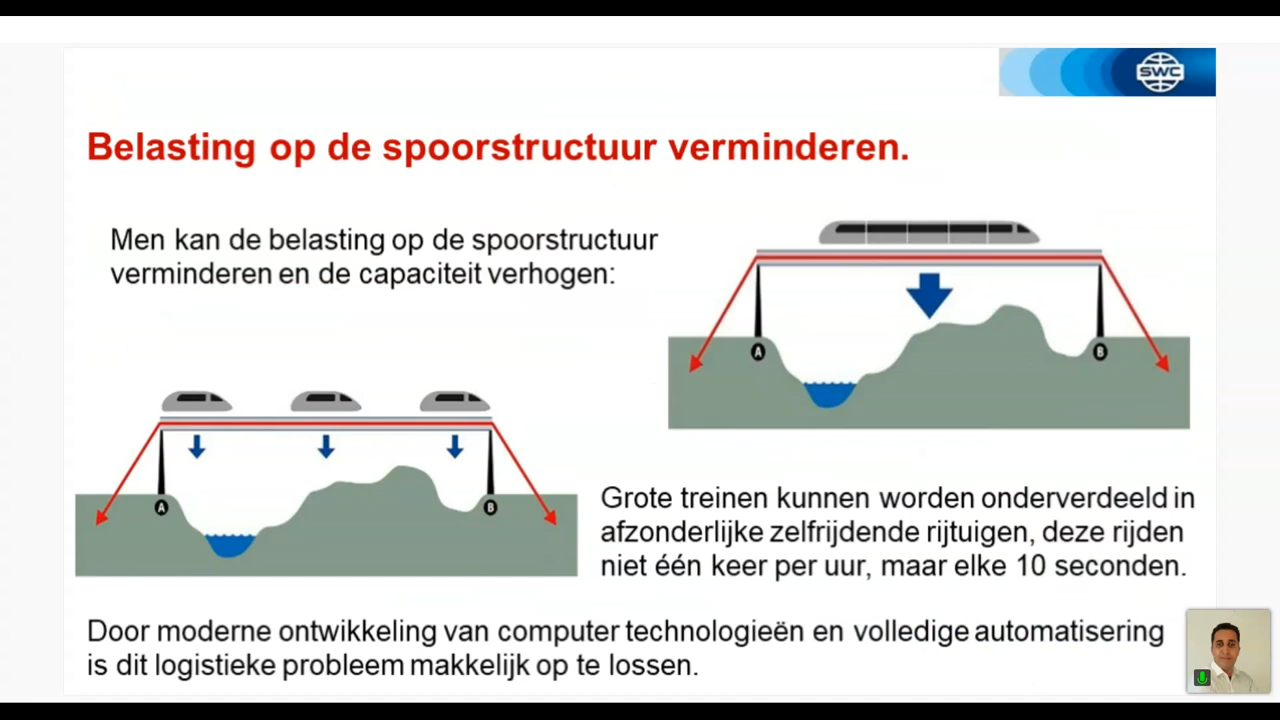 SWC
Belasting op de spoorstructuur verminderen.
Men kan de belasting op de spoorstructuur
verminderen en de capaciteit verhogen:
A
B
A
B
Grote treinen kunnen worden onderverdeeld in
afzonderlijke zelfrijdende rijtuigen, deze rijden
niet één keer per uur, maar elke 10 seconden.
Door moderne ontwikkeling van computer technologieën en volledige automatisering
is dit logistieke probleem makkelijk op te lossen.